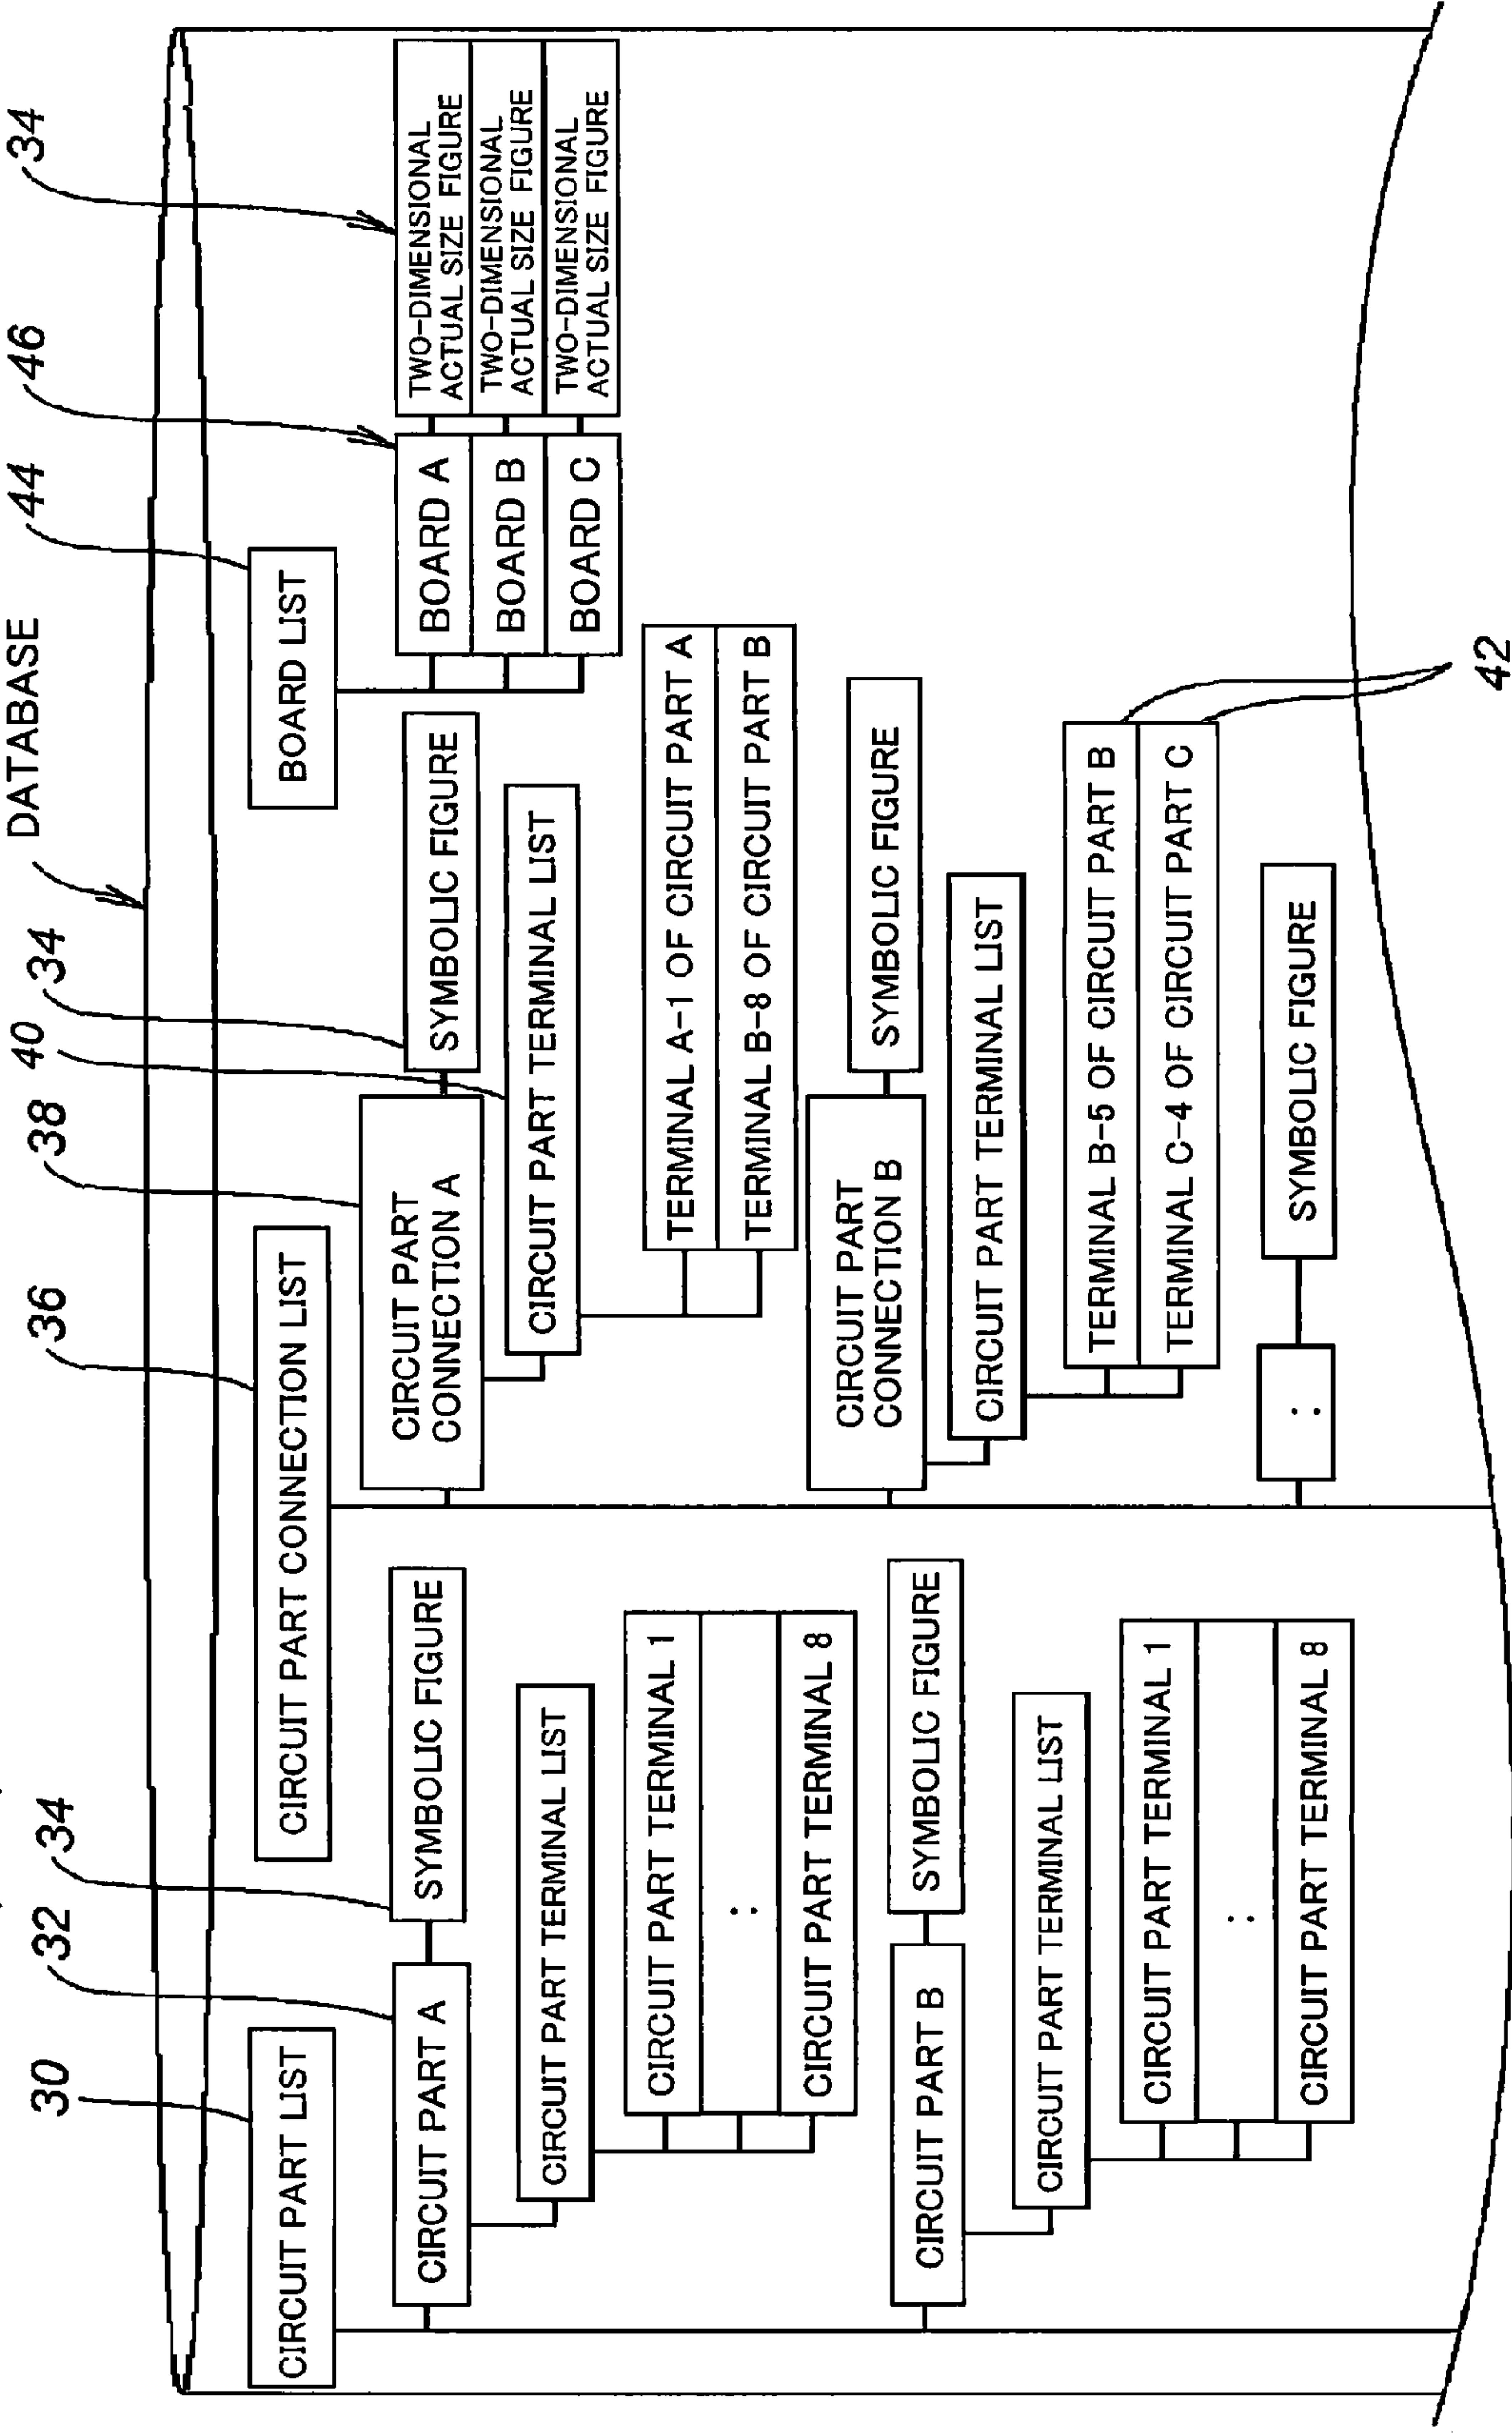 DATABASE
30
32
34
36
38
40
34
44
46
34
CIRCUIT PART LIST
CIRCUIT PART A
SYMBOLIC FIGURE
CIRCUIT PART TERMINAL LIST
CIRCUIT PART TERMINAL 1
:
CIRCUIT PART TERMINAL 8
CIRCUIT PART B
SYMBOLIC FIGURE
CIRCUIT PART TERMINAL LIST
CIRCUIT PART TERMINAL 1
:
CIRCUIT PART TERMINAL 8
CIRCUIT PART CONNECTION LIST
CIRCUIT PART
CONNECTION A
SYMBOLIC FIGURE
CIRCUIT PART TERMINAL LIST
TERMINAL A-1 OF CIRCUIT PART A
TERMINAL B-8 OF CIRCUIT PART B
CIRCUIT PART
CONNECTION B
SYMBOLIC FIGURE
CIRCUIT PART TERMINAL LIST
TERMINAL B-5 OF CIRCUIT PART B
TERMINAL C-4 OF CIRCUIT PART C
:
SYMBOLIC FIGURE
42
BOARD LIST
BOARD A
TWO-DIMENSIONAL
ACTUAL SIZE FIGURE
BOARD B
TWO-DIMENSIONAL
ACTUAL SIZE FIGURE
BOARD C
TWO-DIMENSIONAL
ACTUAL SIZE FIGURE